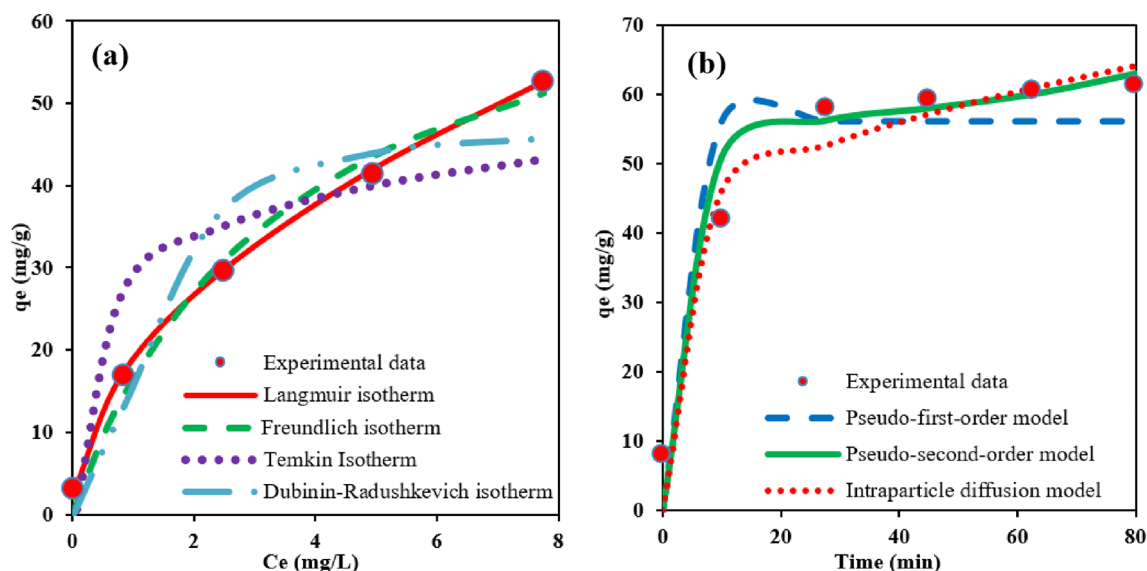 (a)
60
50
40
30
20
10
0
qe (mg/g)
Experimental data
Langmuir isotherm
Freundlich isotherm
Temkin Isotherm
Dubinin-Radushkevich isotherm
0 2 4 6 8
Ce (mg/L)
(b)
70
60
50
40
30
20
10
0
qe (mg/g)
Experimental data
Pseudo-first-order model
Pseudo-second-order model
Intraparticle diffusion model
0 20 40 60 80
Time (min)